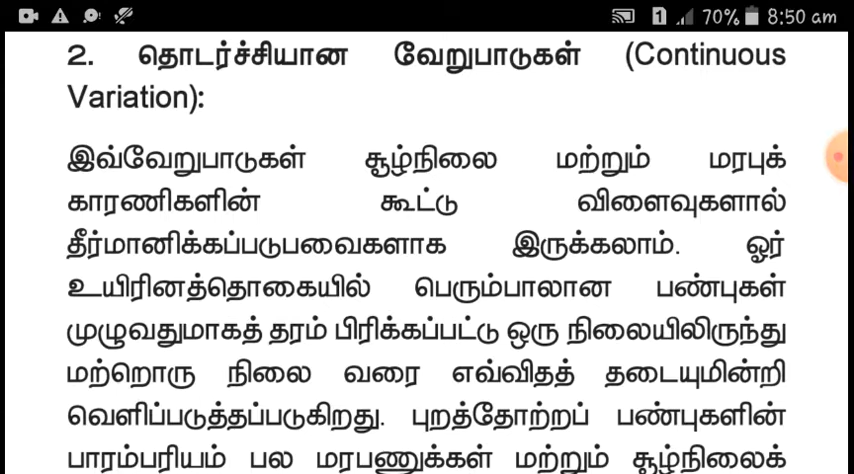 70% 8:50 am
2. தொடர்ச்சியான வேறுபாடுகள் (Continuous
Variation):
இவ்வேறுபாடுகள் சூழ்நிலை மற்றும் மரபுக்
காரணிகளின் கூட்டு விளைவுகளால்
தீர்மானிக்கப்படுபவைகளாக இருக்கலாம். ஓர்
உயிரினத்தொகையில் பெரும்பாலான பண்புகள்
முழுவதுமாகத் தரம் பிரிக்கப்பட்டு ஒரு நிலையிலிருந்து
மற்றொரு நிலை வரை எவ்விதத் தடையுமின்றி
வெளிப்படுத்தப்படுகிறது. புறத்தோற்றப் பண்புகளின்
பாரம்பரியம் பல மரபணுக்கள் மற்றும் சூழ்நிலைக்